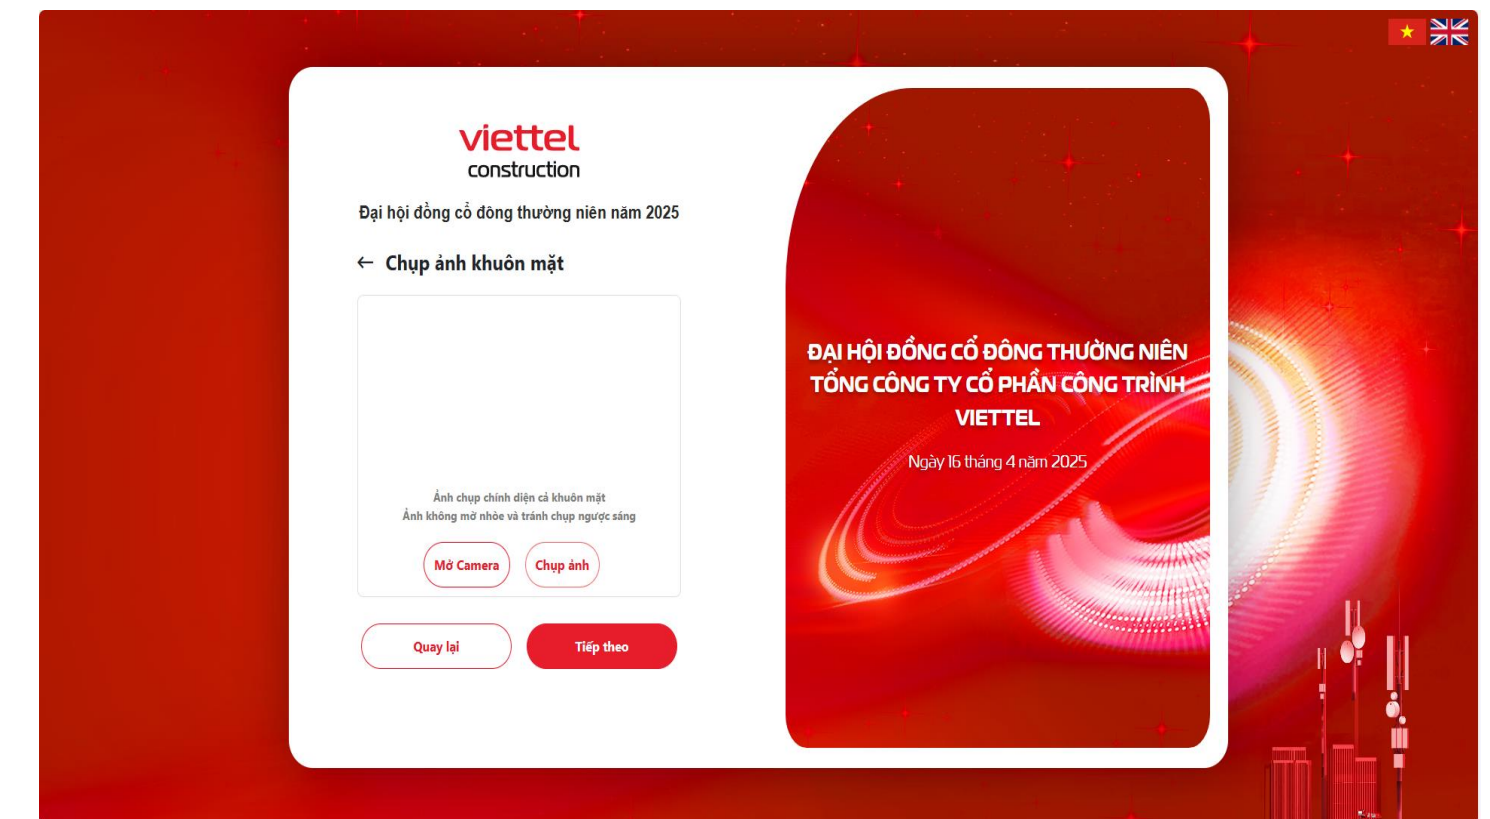 viettel
construction
Đại hội đồng cổ đông thường niên năm 2025
← Chụp ảnh khuôn mặt
Ảnh chụp chính diện cả khuôn mặt
Ảnh không mờ nhòe và tránh chụp ngược sáng
Mở Camera Chụp ảnh
Quay lại Tiếp theo
ĐẠI HỘI ĐỒNG CỔ ĐÔNG THƯỜNG NIÊN
TỔNG CÔNG TY CỔ PHẦN CÔNG TRÌNH
VIETTEL
Ngày 16 tháng 4 năm 2025